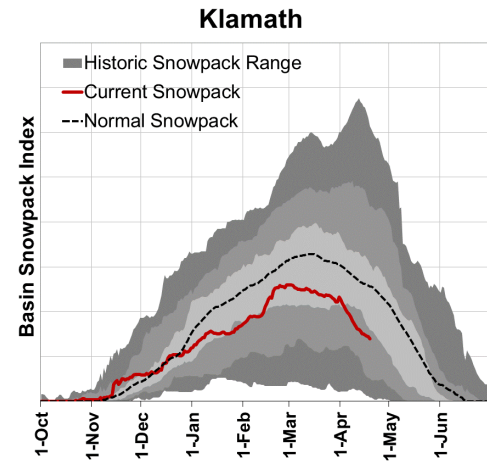 Klamath
Historic Snowpack Range
Current Snowpack
Normal Snowpack
Basin Snowpack Index
1-Oct
1-Nov
1-Dec
1-Jan
1-Feb
1-Mar
1-Apr
1-May
1-Jun